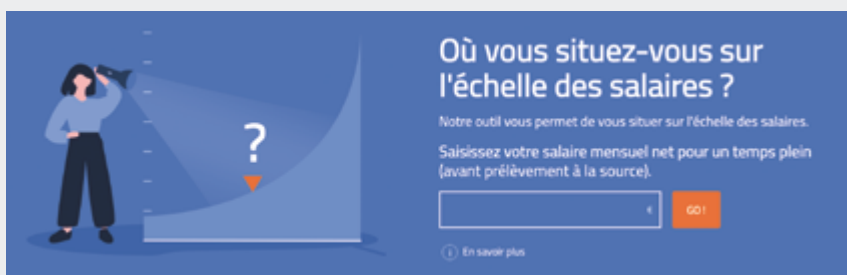 Où vous situez-vous sur
l'échelle des salaires ?
Notre outil vous permet de vous situer sur l'échelle des salaires.
Saisissez votre salaire mensuel net pour un temps plein
(avant prélèvement à la source).
?
€
GO !
i En savoir plus